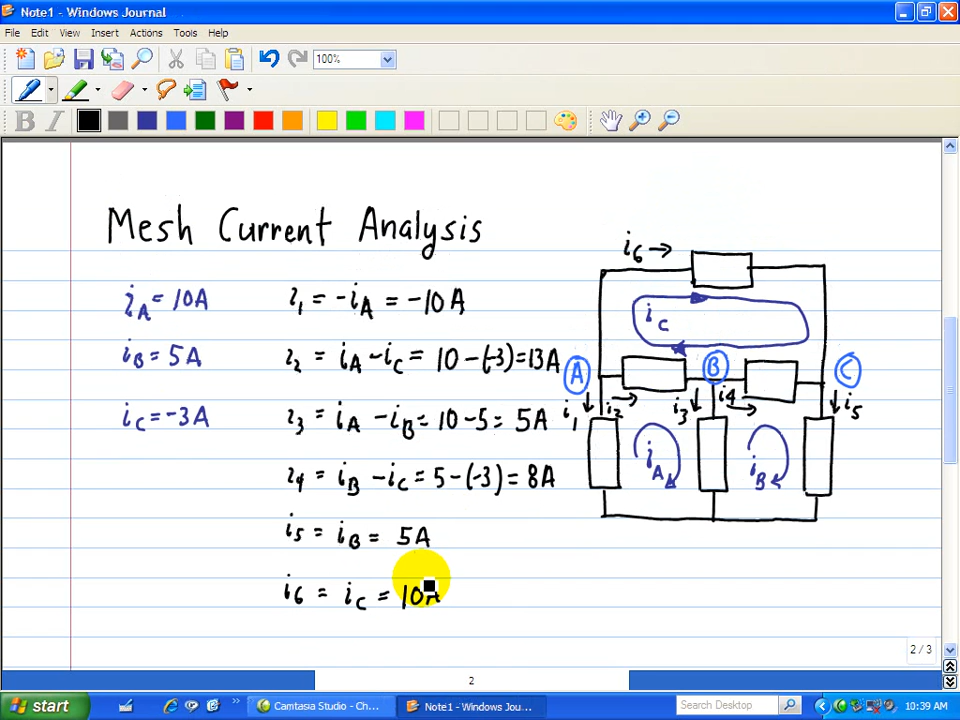 Note1 - Windows Journal
File Edit View Insert Actions Tools Help
100%
B I
Mesh Current Analysis
iA = 10A
iB = 5A
iC = -3A
i1 = -iA = -10A
i2 = iA - iC = 10 - (-3) = 13A
i3 = iA - iB = 10 - 5 = 5A
i4 = iB - iC = 5 - (-3) = 8A
i5 = iB = 5A
i6 = iC = 10A
i6 →
iC
A B C
i1 i2 i3 i4 i5
iA iB
2 / 3
2
start
Camtasia Studio - Ch...
Note1 - Windows Jou...
Search Desktop
10:39 AM